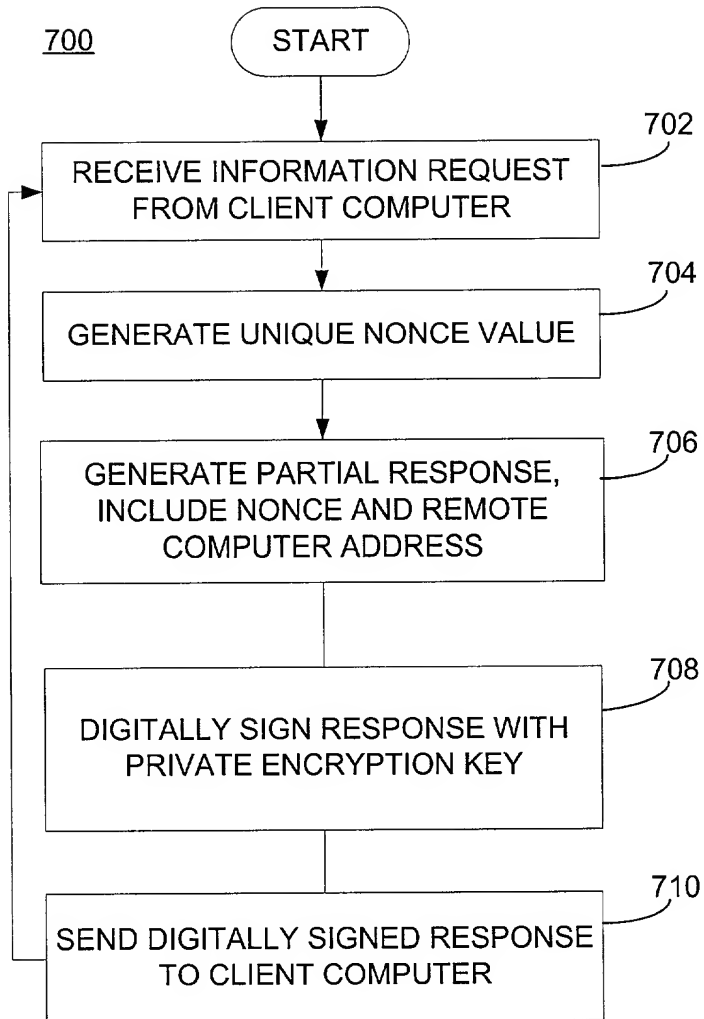 700
START
702
RECEIVE INFORMATION REQUEST
FROM CLIENT COMPUTER
704
GENERATE UNIQUE NONCE VALUE
706
GENERATE PARTIAL RESPONSE,
INCLUDE NONCE AND REMOTE
COMPUTER ADDRESS
708
DIGITALLY SIGN RESPONSE WITH
PRIVATE ENCRYPTION KEY
710
SEND DIGITALLY SIGNED RESPONSE
TO CLIENT COMPUTER